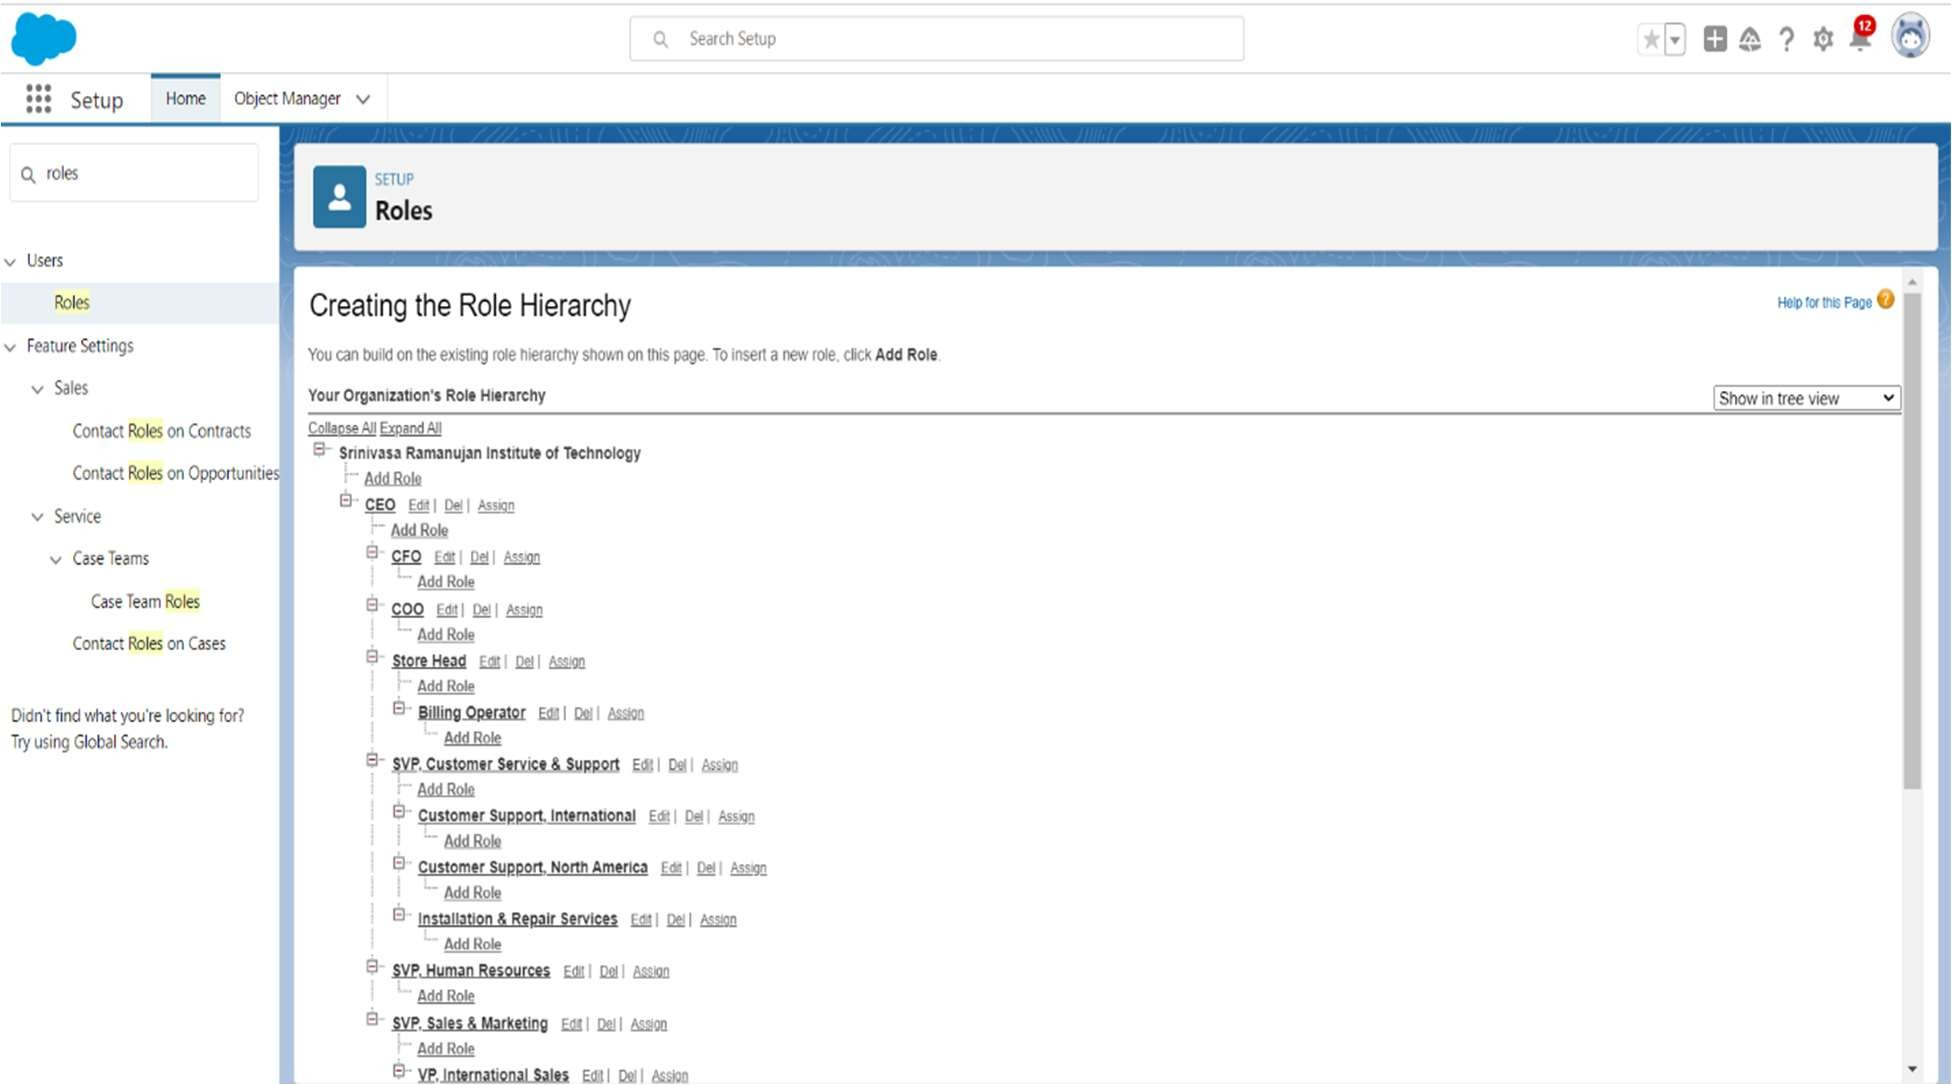 Search Setup
12
Setup Home Object Manager
roles
Users
Roles
Feature Settings
Sales
Contact Roles on Contracts
Contact Roles on Opportunities
Service
Case Teams
Case Team Roles
Contact Roles on Cases
Didn't find what you're looking for?
Try using Global Search.
SETUP
Roles
Creating the Role Hierarchy
Help for this Page ?
You can build on the existing role hierarchy shown on this page. To insert a new role, click Add Role.
Your Organization's Role Hierarchy
Show in tree view
Collapse All Expand All
Srinivasa Ramanujan Institute of Technology
Add Role
CEO Edit | Del | Assign
Add Role
CFO Edit | Del | Assign
Add Role
COO Edit | Del | Assign
Add Role
Store Head Edit | Del | Assign
Add Role
Billing Operator Edit | Del | Assign
Add Role
SVP, Customer Service & Support Edit | Del | Assign
Add Role
Customer Support, International Edit | Del | Assign
Add Role
Customer Support, North America Edit | Del | Assign
Add Role
Installation & Repair Services Edit | Del | Assign
Add Role
SVP, Human Resources Edit | Del | Assign
Add Role
SVP, Sales & Marketing Edit | Del | Assign
Add Role
VP, International Sales Edit | Del | Assign